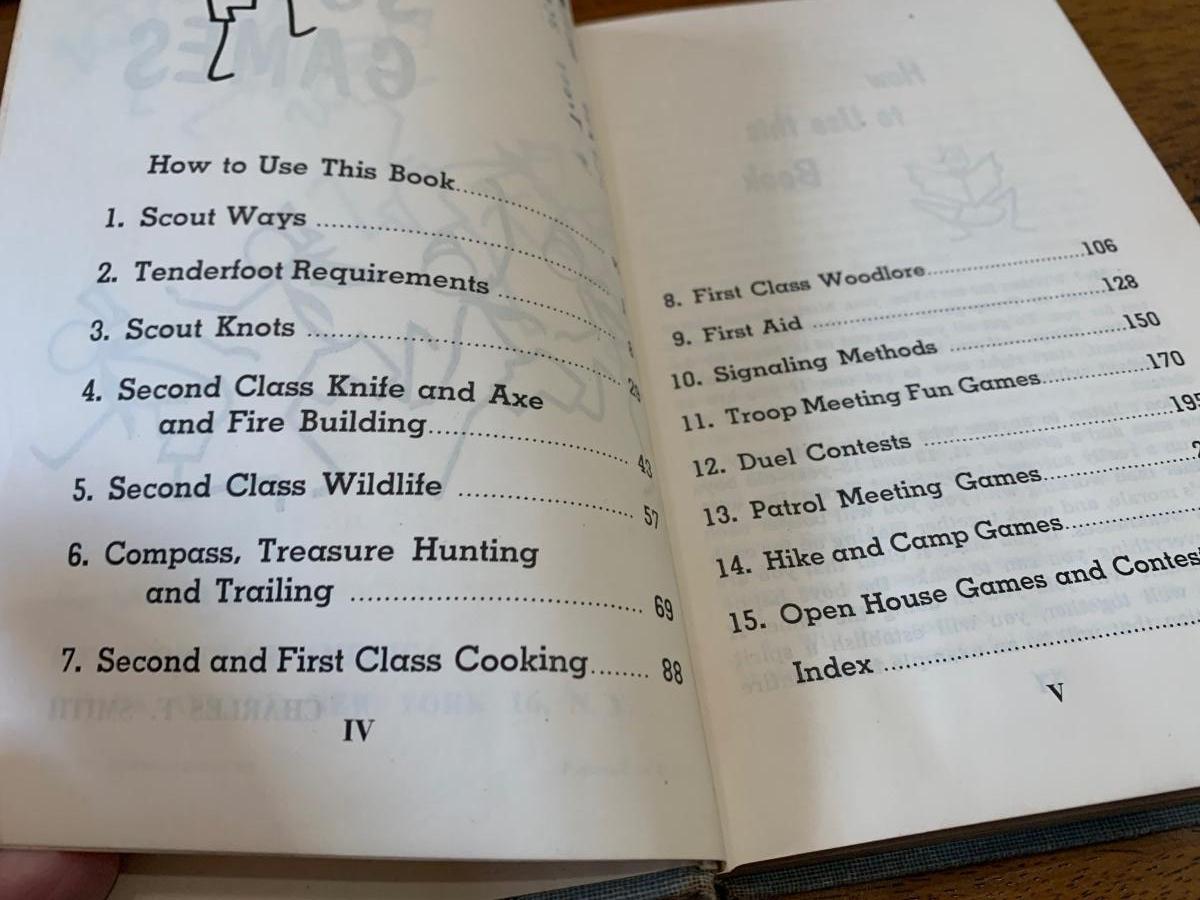 How to Use This Book
1. Scout Ways
2. Tenderfoot Requirements
3. Scout Knots 29
4. Second Class Knife and Axe
and Fire Building 43
5. Second Class Wildlife 57
6. Compass, Treasure Hunting
and Trailing 69
7. Second and First Class Cooking 88
IV
8. First Class Woodlore 106
9. First Aid 128
10. Signaling Methods 150
11. Troop Meeting Fun Games 170
12. Duel Contests 195
13. Patrol Meeting Games
14. Hike and Camp Games
15. Open House Games and Contes
Index
V